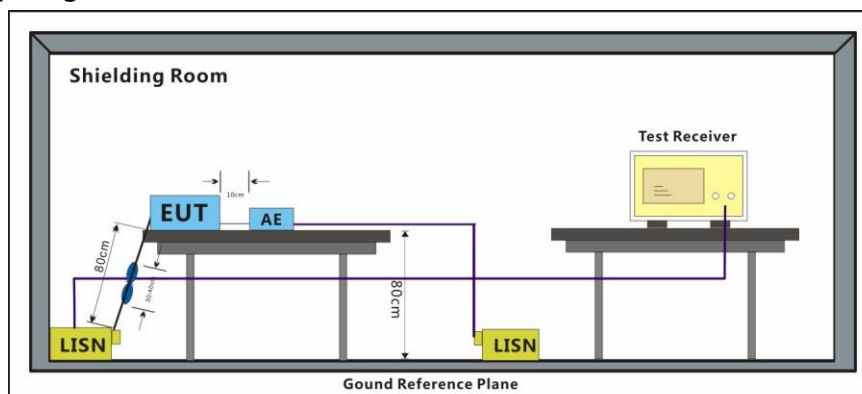 Shielding Room
Test Receiver
10cm
EUT
AE
80cm
30-40cm
80cm
LISN
LISN
Gound Reference Plane